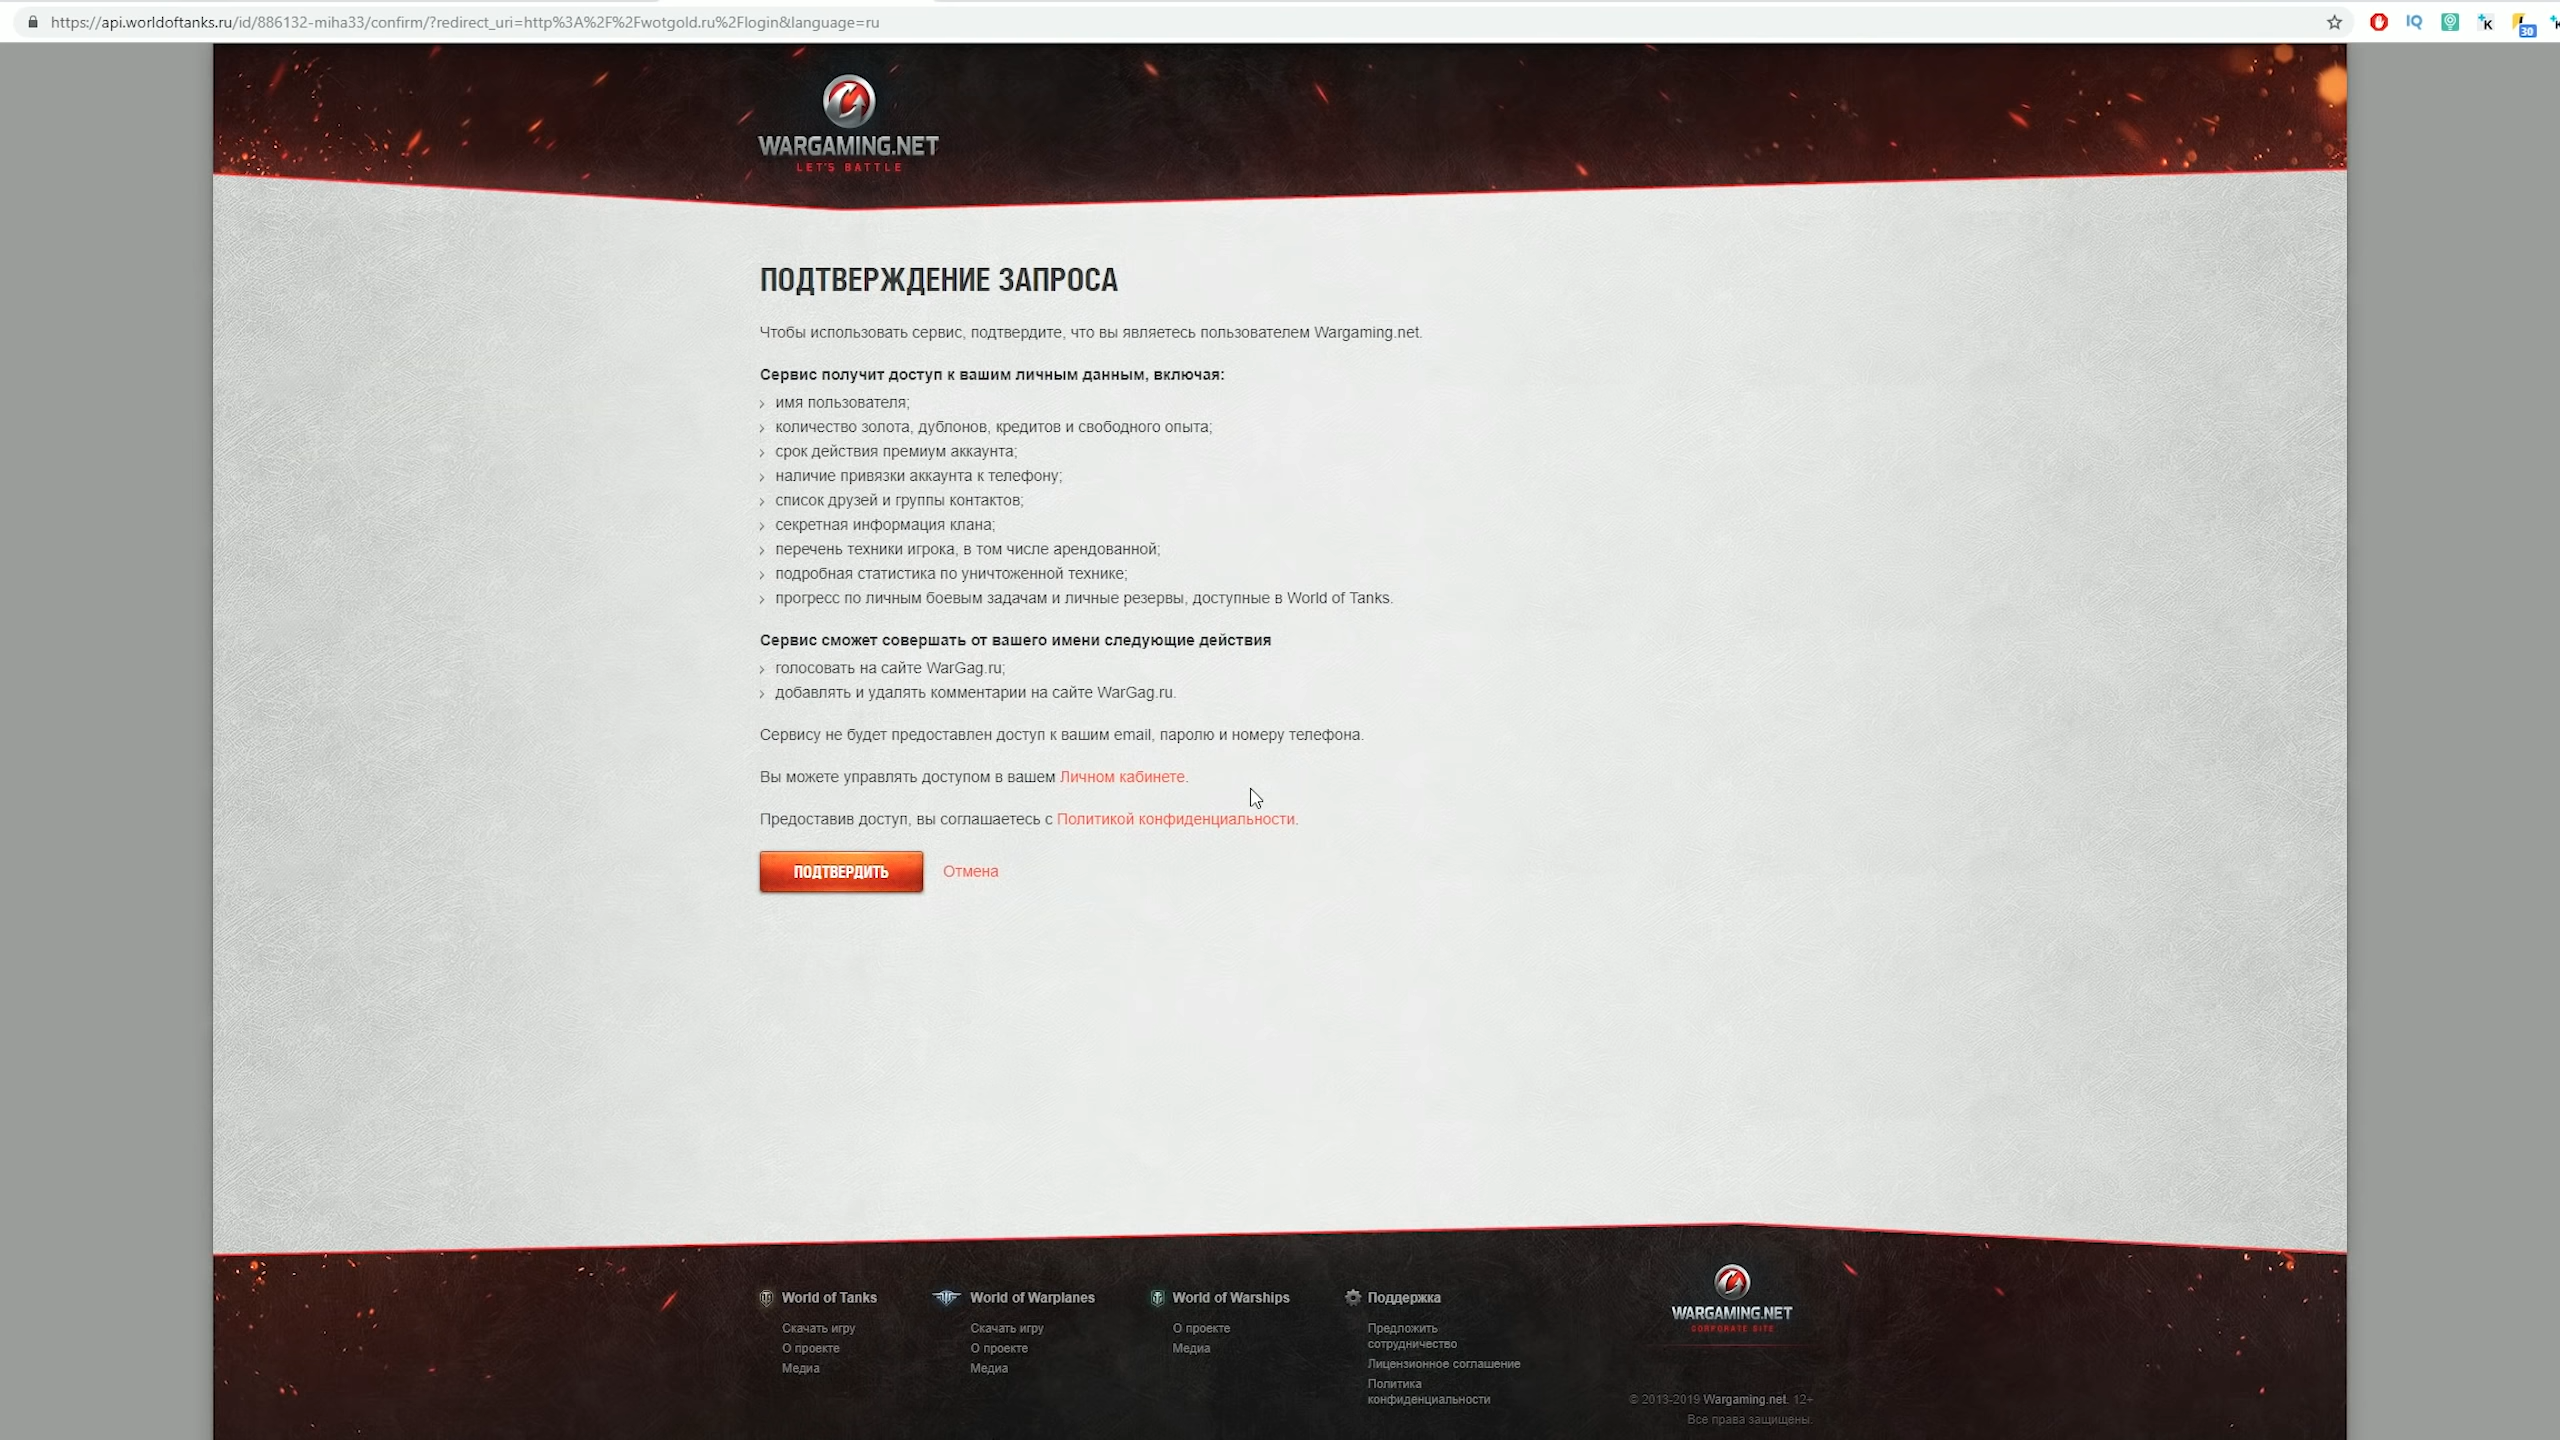 https://api.worldoftanks.ru/id/886132-miha33/confirm/?redirect_uri=http%3A%2F%2Fwotgold.ru%2Flogin&language=ru
IQ
K
30
WARGAMING.NET
LET'S BATTLE
ПОДТВЕРЖДЕНИЕ ЗАПРОСА
Чтобы использовать сервис, подтвердите, что вы являетесь пользователем Wargaming.net.
Сервис получит доступ к вашим личным данным, включая:
имя пользователя;
количество золота, дублонов, кредитов и свободного опыта;
срок действия премиум аккаунта;
наличие привязки аккаунта к телефону;
список друзей и группы контактов;
секретная информация клана;
перечень техники игрока, в том числе арендованной;
подробная статистика по уничтоженной технике;
прогресс по личным боевым задачам и личные резервы, доступные в World of Tanks.
Сервис сможет совершать от вашего имени следующие действия
голосовать на сайте WarGag.ru;
добавлять и удалять комментарии на сайте WarGag.ru.
Сервису не будет предоставлен доступ к вашим email, паролю и номеру телефона.
Вы можете управлять доступом в вашем Личном кабинете.
Предоставив доступ, вы соглашаетесь с Политикой конфиденциальности.
ПОДТВЕРДИТЬ Отмена
World of Tanks
Скачать игру
О проекте
Медиа
World of Warplanes
Скачать игру
О проекте
Медиа
World of Warships
О проекте
Медиа
Поддержка
Предложить
сотрудничество
Лицензионное соглашение
Политика
конфиденциальности
WARGAMING.NET
CORPORATE SITE
© 2013-2019 Wargaming.net. 12+
Все права защищены.